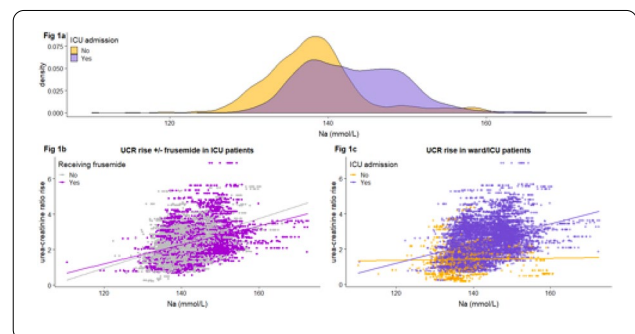 Fig 1a
ICU admission
No
Yes
0.075
0.050
0.025
0.000
density
120
140
160
Na (mmol/L)
Fig 1b
UCR rise +/- frusemide in ICU patients
Receiving frusemide
No
Yes
6
4
2
0
urea-creatinine ratio rise
120
140
160
Na (mmol/L)
Fig 1c
UCR rise in ward/ICU patients
ICU admission
No
Yes
6
4
2
0
urea-creatinine ratio rise
120
140
160
Na (mmol/L)